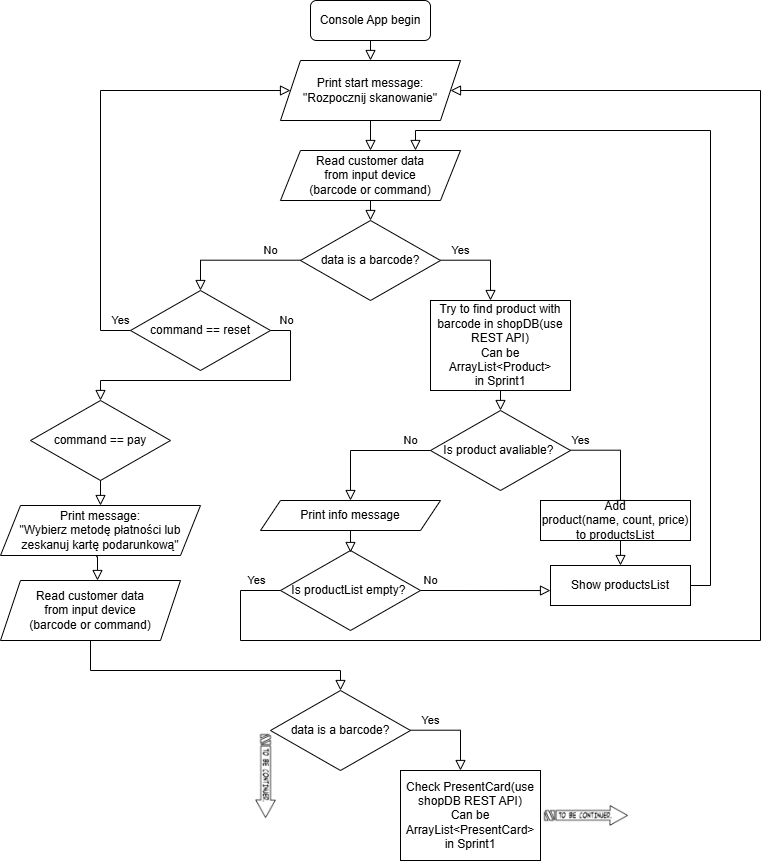 Console App begin
Print start message:
"Rozpocznij skanowanie"
Read customer data
from input device
(barcode or command)
data is a barcode?
No
Yes
command == reset
Yes
No
Try to find product with
barcode in shopDB(use
REST API)
Can be
ArrayList<Product>
in Sprint1
command == pay
Is product avaliable?
No
Yes
Print message:
"Wybierz metodę płatności lub
zeskanuj kartę podarunkową"
Print info message
Add
product(name, count, price)
to productsList
Read customer data
from input device
(barcode or command)
Is productList empty?
Yes
No
Show productsList
data is a barcode?
Yes
TO BE CONTINUED
Check PresentCard(use
shopDB REST API)
Can be
ArrayList<PresentCard>
in Sprint1
TO BE CONTINUED